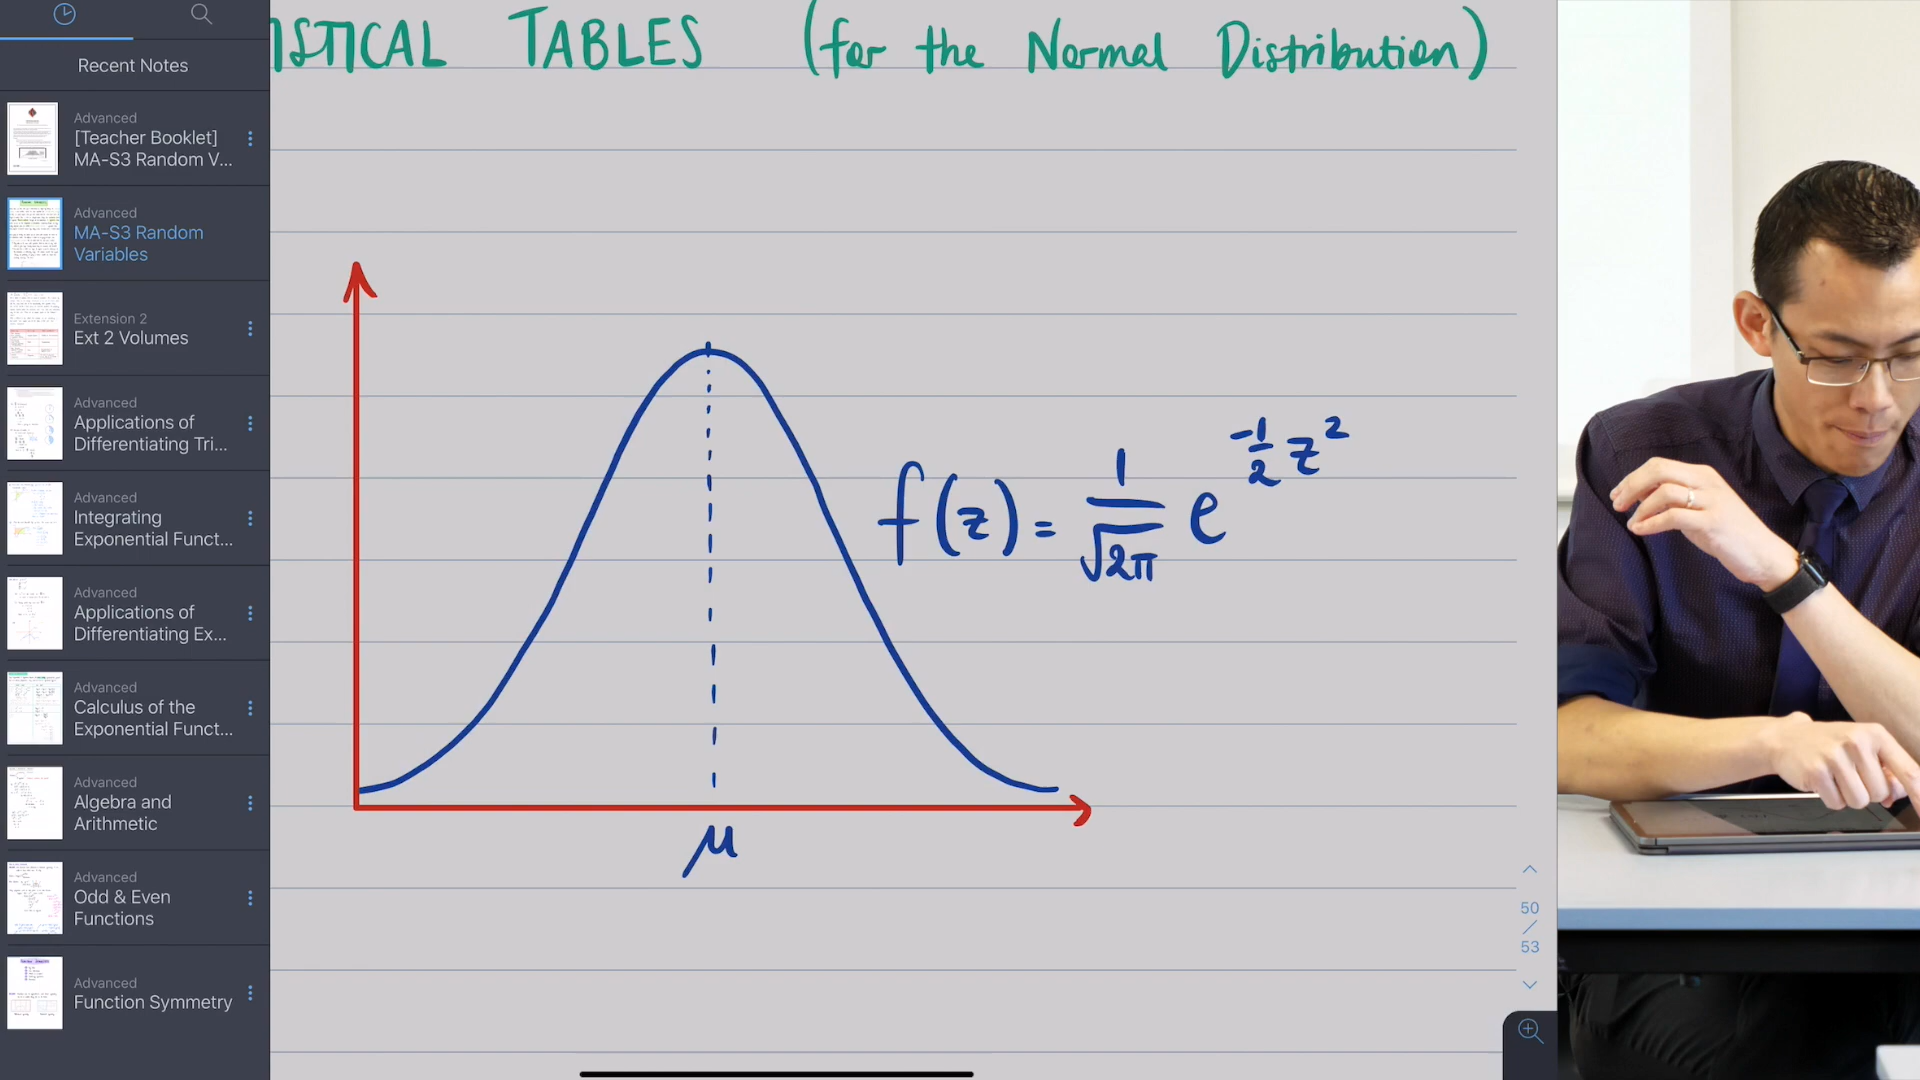 Recent Notes
Advanced
[Teacher Booklet]
MA-S3 Random V...
Advanced
MA-S3 Random
Variables
Extension 2
Ext 2 Volumes
Advanced
Applications of
Differentiating Tri...
Advanced
Integrating
Exponential Funct...
Advanced
Applications of
Differentiating Ex...
Advanced
Calculus of the
Exponential Funct...
Advanced
Algebra and
Arithmetic
Advanced
Odd & Even
Functions
Advanced
Function Symmetry
ISTICAL TABLES (for the Normal Distribution)
f(z) = 1/√2π e^(-1/2 z²)
μ
50
/
53